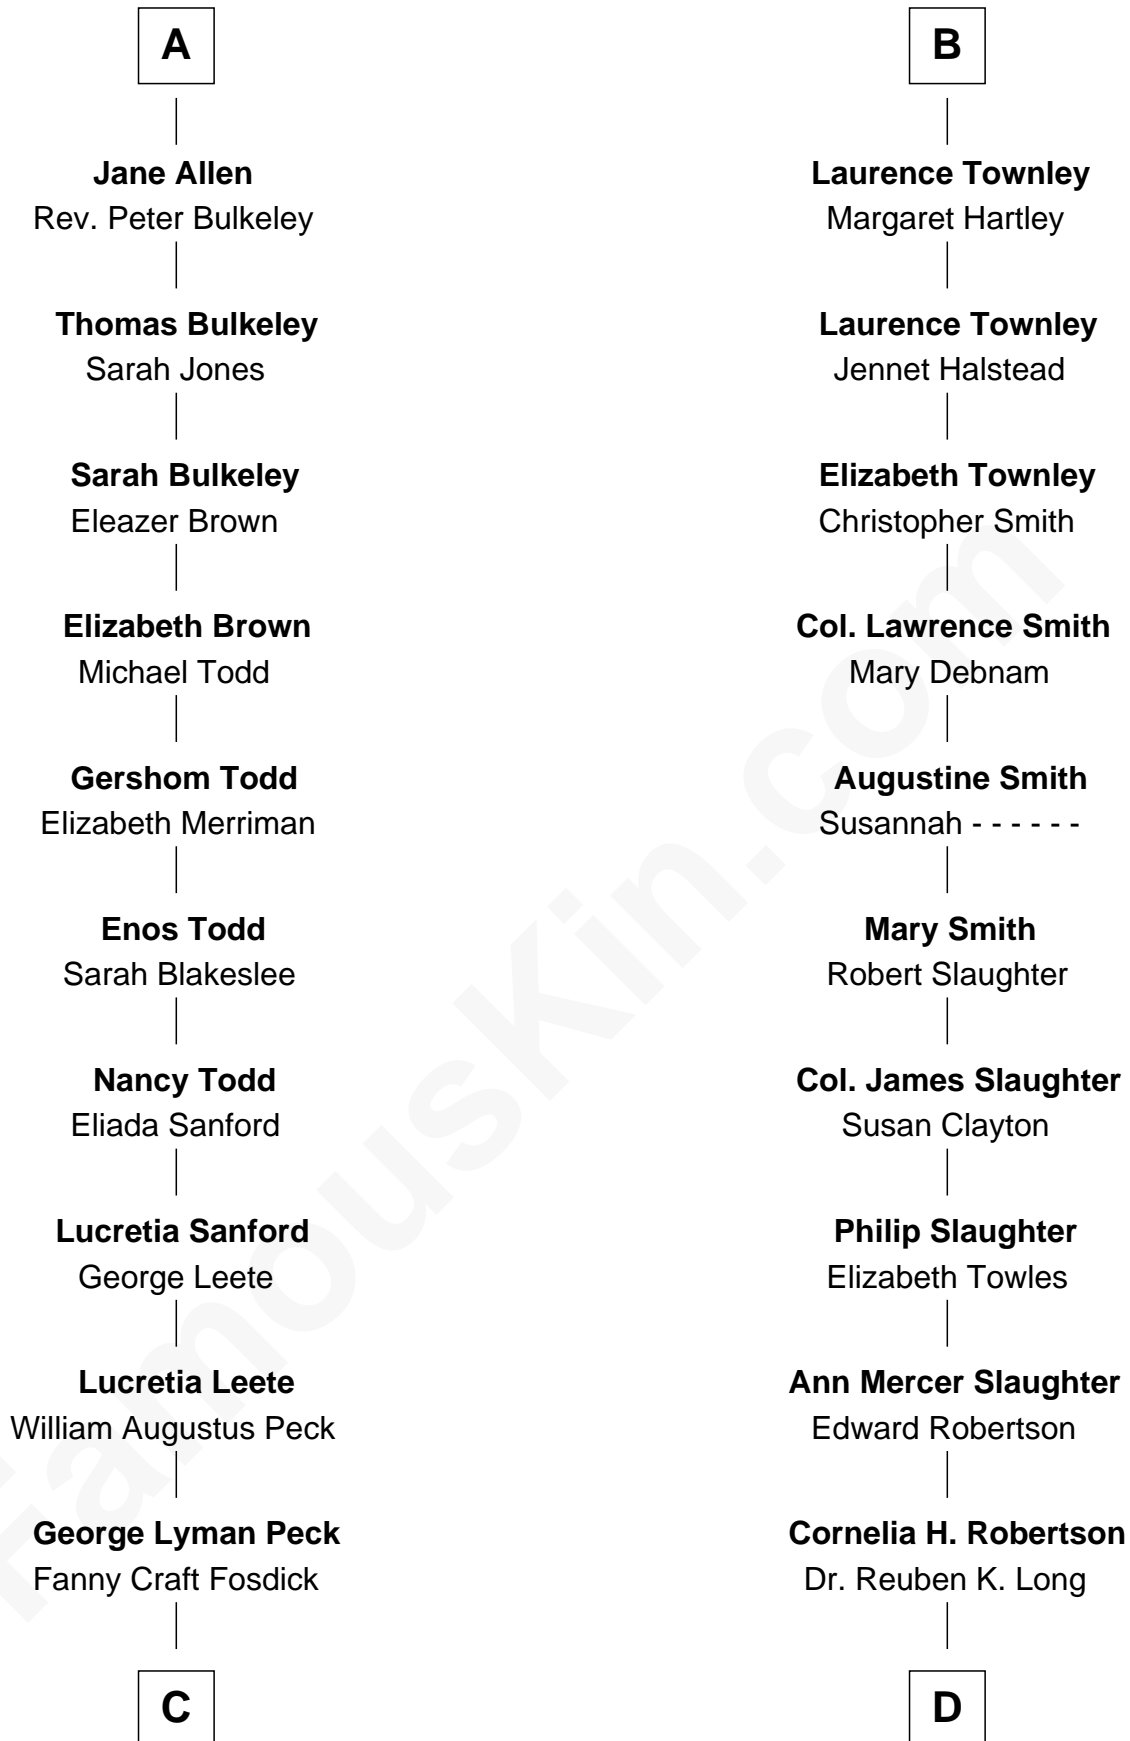 A
Jane Allen
Rev. Peter Bulkeley
Thomas Bulkeley
Sarah Jones
Sarah Bulkeley
Eleazer Brown
Elizabeth Brown
Michael Todd
Gershom Todd
Elizabeth Merriman
Enos Todd
Sarah Blakeslee
Nancy Todd
Eliada Sanford
Lucretia Sanford
George Leete
Lucretia Leete
William Augustus Peck
George Lyman Peck
Fanny Craft Fosdick
C
B
Laurence Townley
Margaret Hartley
Laurence Townley
Jennet Halstead
Elizabeth Townley
Christopher Smith
Col. Lawrence Smith
Mary Debnam
Augustine Smith
Susannah - - - - - -
Mary Smith
Robert Slaughter
Col. James Slaughter
Susan Clayton
Philip Slaughter
Elizabeth Towles
Ann Mercer Slaughter
Edward Robertson
Cornelia H. Robertson
Dr. Reuben K. Long
D
FamousKin.com